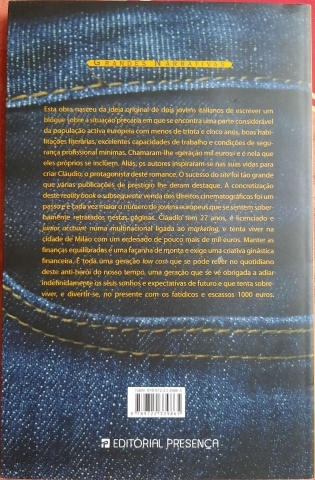 GRANDES NARRATIVAS
Esta obra nasceu da ideia original de dois jovens italianos de escrever um
blogue sobre a situação precária em que se encontra uma parte considerável
da população activa europeia com menos de trinta e cinco anos, boas habi-
litações literárias, excelentes capacidades de trabalho e condições de segu-
rança profissional mínimas. Chamaram-lhe «geração mil euros» e é nela que
eles próprios se incluem. Aliás, os autores inspiraram-se nas suas vidas para
criar Claudio, o protagonista deste romance. O sucesso do site foi tão grande
que várias publicações de prestígio lhe deram destaque. A concretização
deste reality book e subsequente venda dos direitos cinematográficos foi um
passo, e é cada vez maior o número de jovens europeus que se sentem sober-
bamente retratados nestas páginas. Claudio tem 27 anos, é licenciado e
junior account numa multinacional ligada ao marketing, e tenta viver na
cidade de Milão com um ordenado de pouco mais de mil euros. Manter as
finanças equilibradas é uma façanha de monta e exige uma criativa ginástica
financeira. É toda uma geração low cost que se pode rever no quotidiano
deste anti-herói do nosso tempo, uma geração que se vê obrigada a adiar
indefinidamente os seus sonhos e expectativas de futuro e que tenta sobre-
viver, e divertir-se, no presente com os fatídicos e escassos 1000 euros.
EDITORIAL PRESENÇA